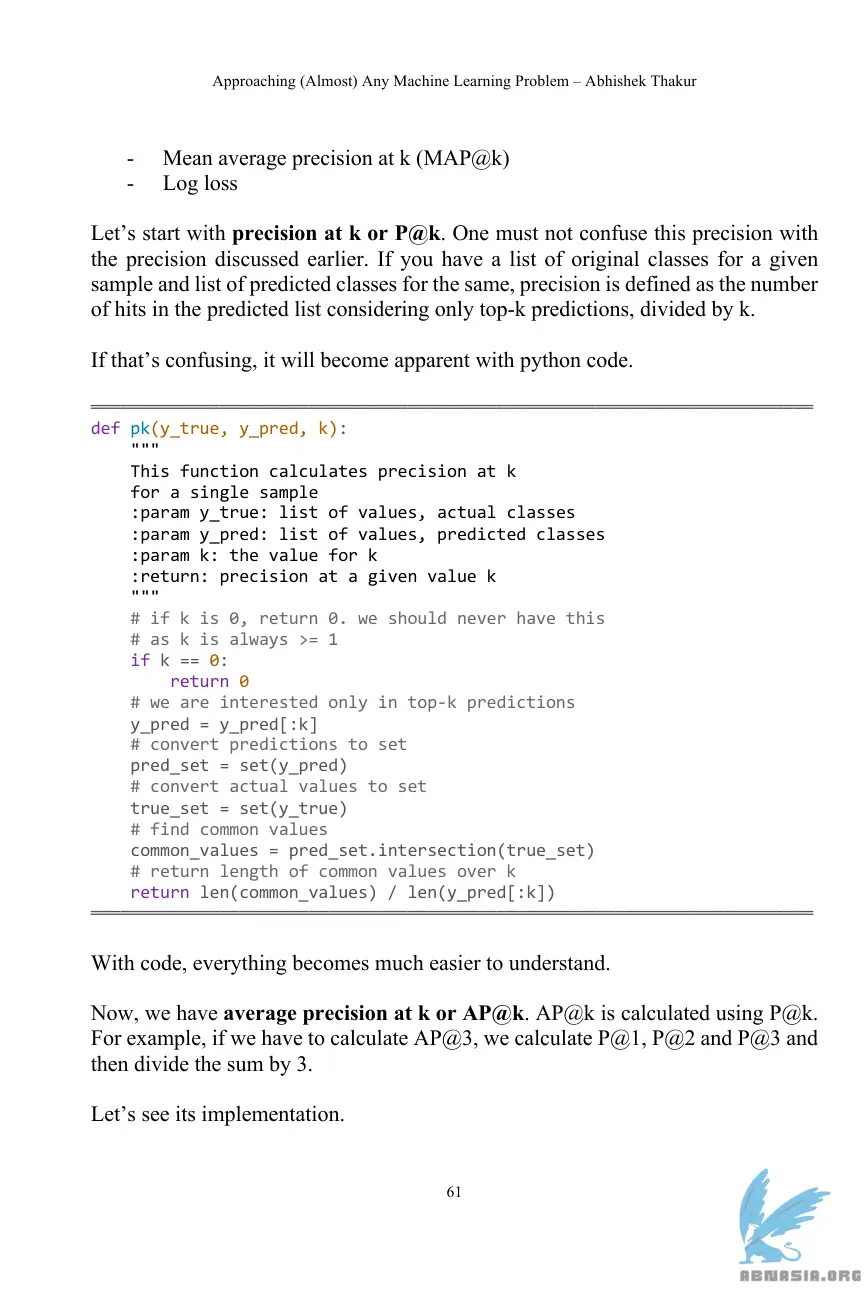 Approaching (Almost) Any Machine Learning Problem – Abhishek Thakur
- Mean average precision at k (MAP@k)
- Log loss
Let’s start with precision at k or P@k. One must not confuse this precision with
the precision discussed earlier. If you have a list of original classes for a given
sample and list of predicted classes for the same, precision is defined as the number
of hits in the predicted list considering only top-k predictions, divided by k.
If that’s confusing, it will become apparent with python code.
def pk(y_true, y_pred, k):
    """
    This function calculates precision at k
    for a single sample
    :param y_true: list of values, actual classes
    :param y_pred: list of values, predicted classes
    :param k: the value for k
    :return: precision at a given value k
    """
    # if k is 0, return 0. we should never have this
    # as k is always >= 1
    if k == 0:
        return 0
    # we are interested only in top-k predictions
    y_pred = y_pred[:k]
    # convert predictions to set
    pred_set = set(y_pred)
    # convert actual values to set
    true_set = set(y_true)
    # find common values
    common_values = pred_set.intersection(true_set)
    # return length of common values over k
    return len(common_values) / len(y_pred[:k])
With code, everything becomes much easier to understand.
Now, we have average precision at k or AP@k. AP@k is calculated using P@k.
For example, if we have to calculate AP@3, we calculate P@1, P@2 and P@3 and
then divide the sum by 3.
Let’s see its implementation.
61
ABNASIA.ORG